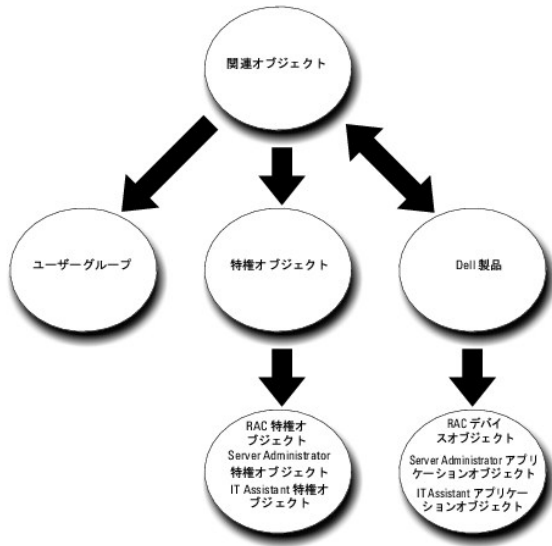 関連オブジェクト
ユーザーグループ
特権オブジェクト
Dell 製品
RAC 特権オ
ブジェクト
Server Administrator
特権オブジェクト
IT Assistant 特権オ
ブジェクト
RAC デバイ
スオブジェクト
Server Administrator アプリ
ケーションオブジェクト
IT Assistant アプリケー
ションオブジェクト